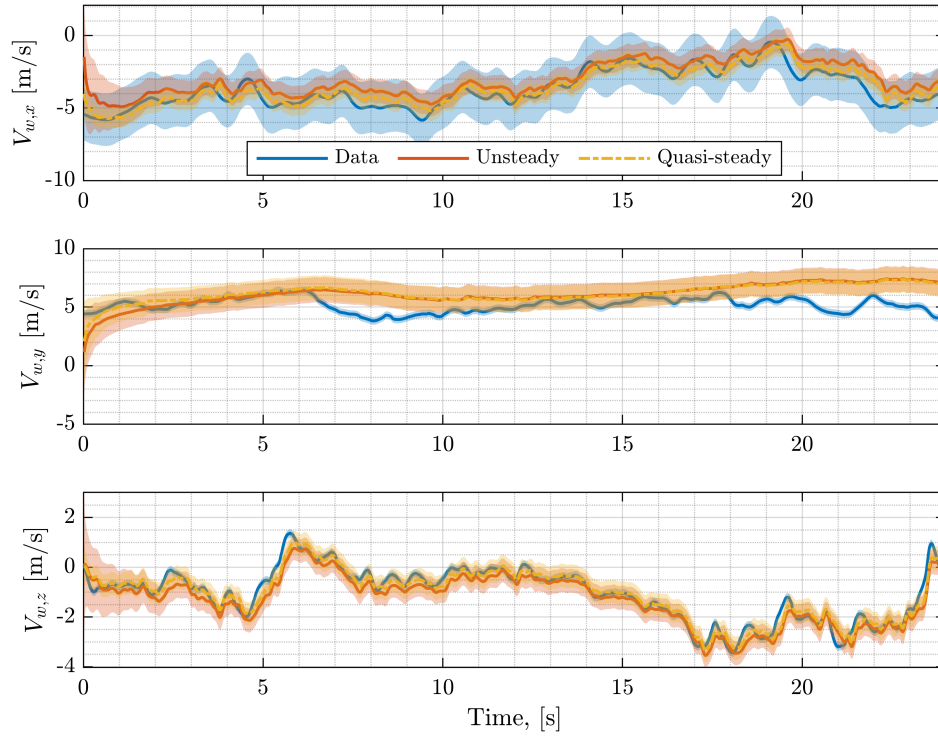 0
-5
-10
V_{w,x} [m/s]
Data Unsteady Quasi-steady
0 5 10 15 20
10
5
0
-5
V_{w,y} [m/s]
0 5 10 15 20
2
0
-2
-4
V_{w,z} [m/s]
0 5 10 15 20
Time, [s]